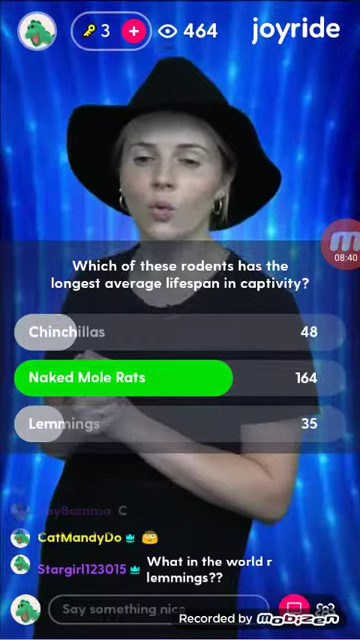 3
+
464
joyride
08:40
Which of these rodents has the
longest average lifespan in captivity?
Chinchillas 48
Naked Mole Rats 164
Lemmings 35
C
CatMandyDo
Stargirl123015 What in the world r
lemmings??
Say something nice
Recorded by Mobizen